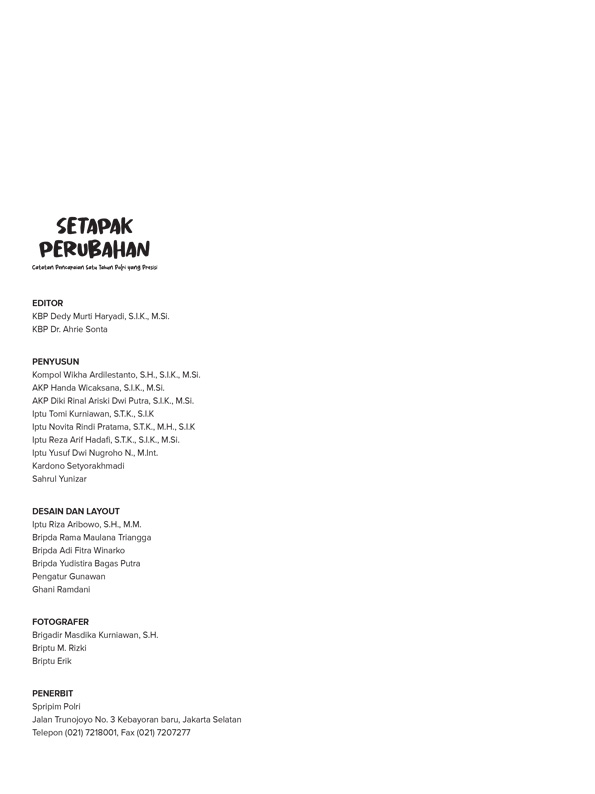 SETAPAK
PERUBAHAN
Catatan Pencapaian Satu Tahun Polri yang Presisi
EDITOR
KBP Dedy Murti Haryadi, S.I.K., M.Si.
KBP Dr. Ahrie Sonta
PENYUSUN
Kompol Wikha Ardilestanto, S.H., S.I.K., M.Si.
AKP Handa Wicaksana, S.I.K., M.Si.
AKP Diki Rinal Ariski Dwi Putra, S.I.K., M.Si.
Iptu Tomi Kurniawan, S.T.K., S.I.K
Iptu Novita Rindi Pratama, S.T.K., M.H., S.I.K
Iptu Reza Arif Hadafi, S.T.K., S.I.K., M.Si.
Iptu Yusuf Dwi Nugroho N., M.Int.
Kardono Setyorakhmadi
Sahrul Yunizar
DESAIN DAN LAYOUT
Iptu Riza Aribowo, S.H., M.M.
Bripda Rama Maulana Triangga
Bripda Adi Fitra Winarko
Bripda Yudistira Bagas Putra
Pengatur Gunawan
Ghani Ramdani
FOTOGRAFER
Brigadir Masdika Kurniawan, S.H.
Briptu M. Rizki
Briptu Erik
PENERBIT
Spripim Polri
Jalan Trunojoyo No. 3 Kebayoran baru, Jakarta Selatan
Telepon (021) 7218001, Fax (021) 7207277